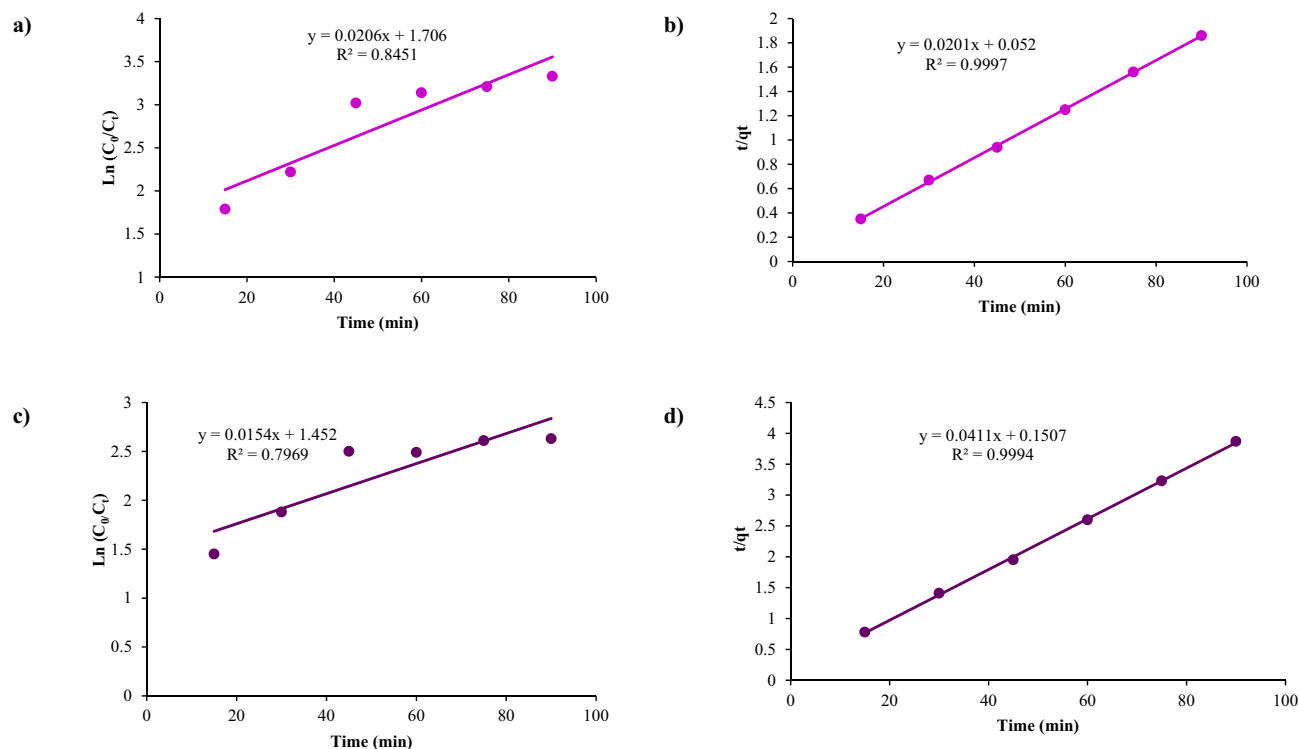 a)
y = 0.0206x + 1.706
R² = 0.8451
4
3.5
3
2.5
2
1.5
1
Ln (C₀/Cₜ)
0
20
40
60
80
100
Time (min)
b)
y = 0.0201x + 0.052
R² = 0.9997
2
1.8
1.6
1.4
1.2
1
0.8
0.6
0.4
0.2
0
t/qt
0
20
40
60
80
100
Time (min)
c)
y = 0.0154x + 1.452
R² = 0.7969
3
2.5
2
1.5
1
0.5
0
Ln (C₀/Cₜ)
0
20
40
60
80
100
Time (min)
d)
y = 0.0411x + 0.1507
R² = 0.9994
4.5
4
3.5
3
2.5
2
1.5
1
0.5
0
t/qt
0
20
40
60
80
100
Time (min)